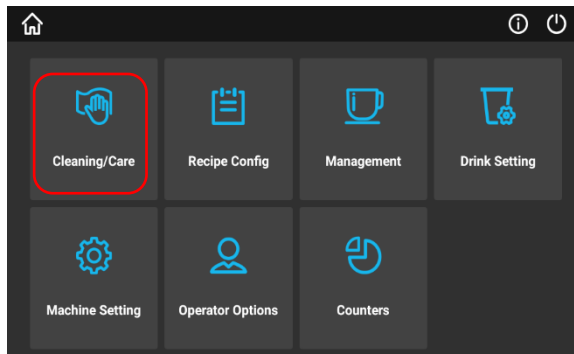 Cleaning/Care
Recipe Config
Management
Drink Setting
Machine Setting
Operator Options
Counters